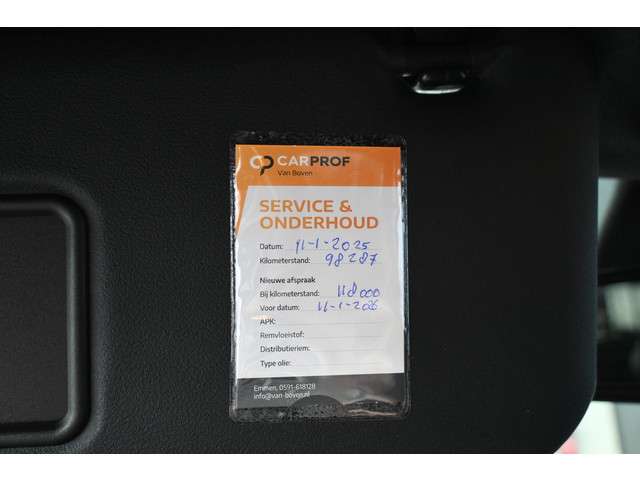 CARPROF
Van Boven
SERVICE &
ONDERHOUD
Datum: 11-1-2025
Kilometerstand: 98287
Nieuwe afspraak
Bij kilometerstand: 118000
Voor datum: 11-1-2026
APK:
Remvloeistof:
Distributieriem:
Type olie:
Emmen, 0591-618128
info@van-boven.nl